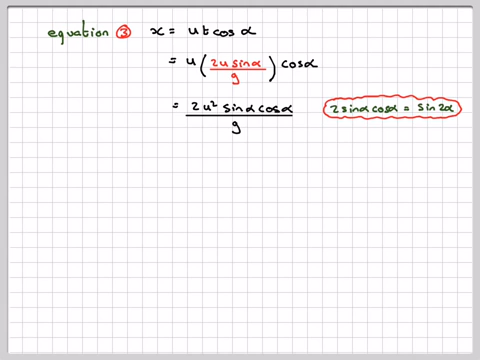 equation ③ x = ut cos α
= u (2u sin α / g) cos α
= 2u² sin α cos α / g
2 sin α cos α = sin 2α